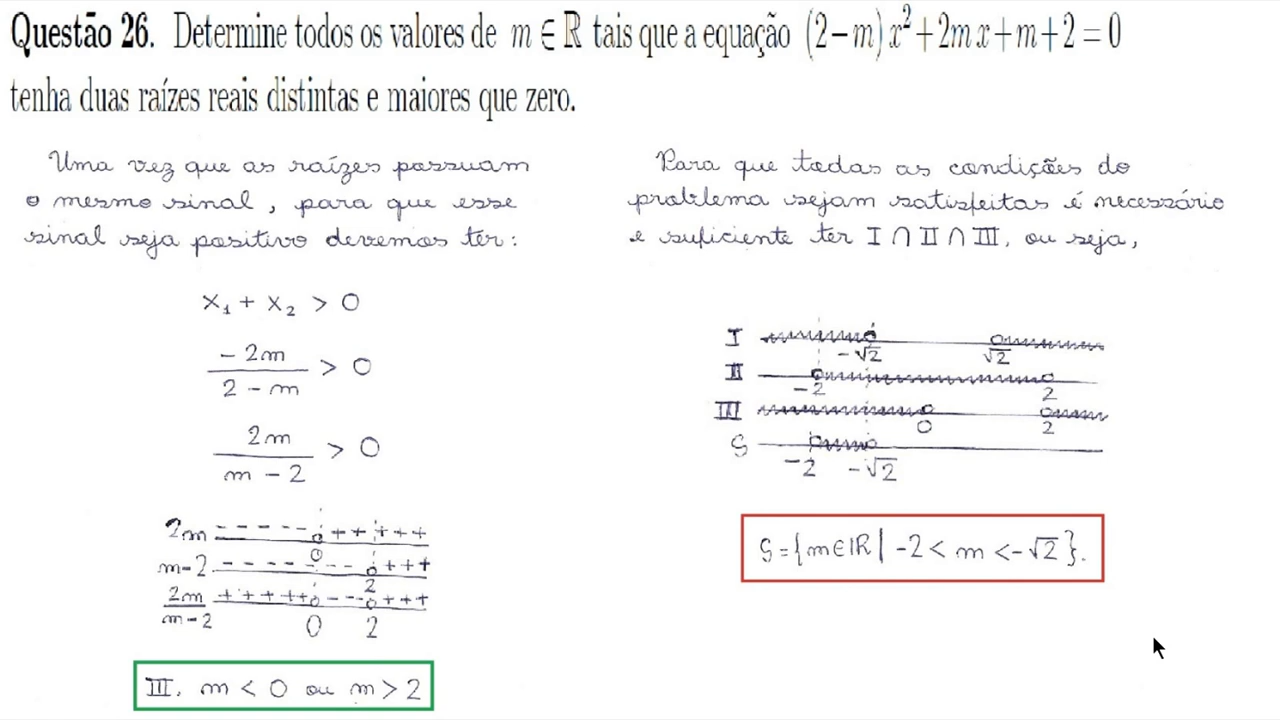 Questão 26. Determine todos os valores de m ∈ ℝ tais que a equação (2−m)x²+2mx+m+2=0
tenha duas raízes reais distintas e maiores que zero.
Uma vez que as raízes possuam
o mesmo sinal, para que esse
sinal seja positivo devemos ter:
x₁ + x₂ > 0
−2m / 2 − m > 0
2m / m − 2 > 0
2m − − − − − + + + + +
0
m−2 − − − − − − − + + +
2
2m / m−2 + + + + + − − − + + +
0 2
III. m < 0 ou m > 2
Para que todas as condições do
problema sejam satisfeitas é necessário
e suficiente ter I ∩ II ∩ III, ou seja,
I
−√2 √2
II
−2 2
III
0 2
S
−2 −√2
S={m∈IR| −2 < m <−√2}.